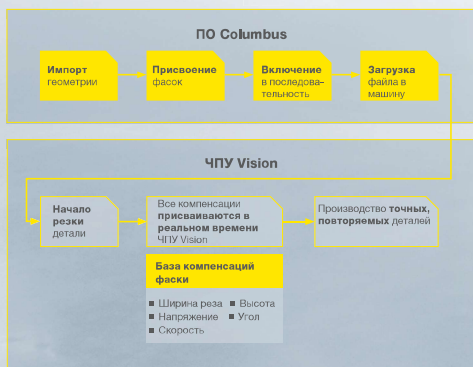 ПО Columbus
Импорт
геометрии
Присвоение
фасок
Включение
в последова-
тельность
Загрузка
файла в
машину
ЧПУ Vision
Начало
резки
детали
Все компенсации
присваиваются в
реальном времени
ЧПУ Vision
Производство точных,
повторяемых деталей
База компенсаций
фаски
■ Ширина реза ■ Высота
■ Напряжение ■ Угол
■ Скорость